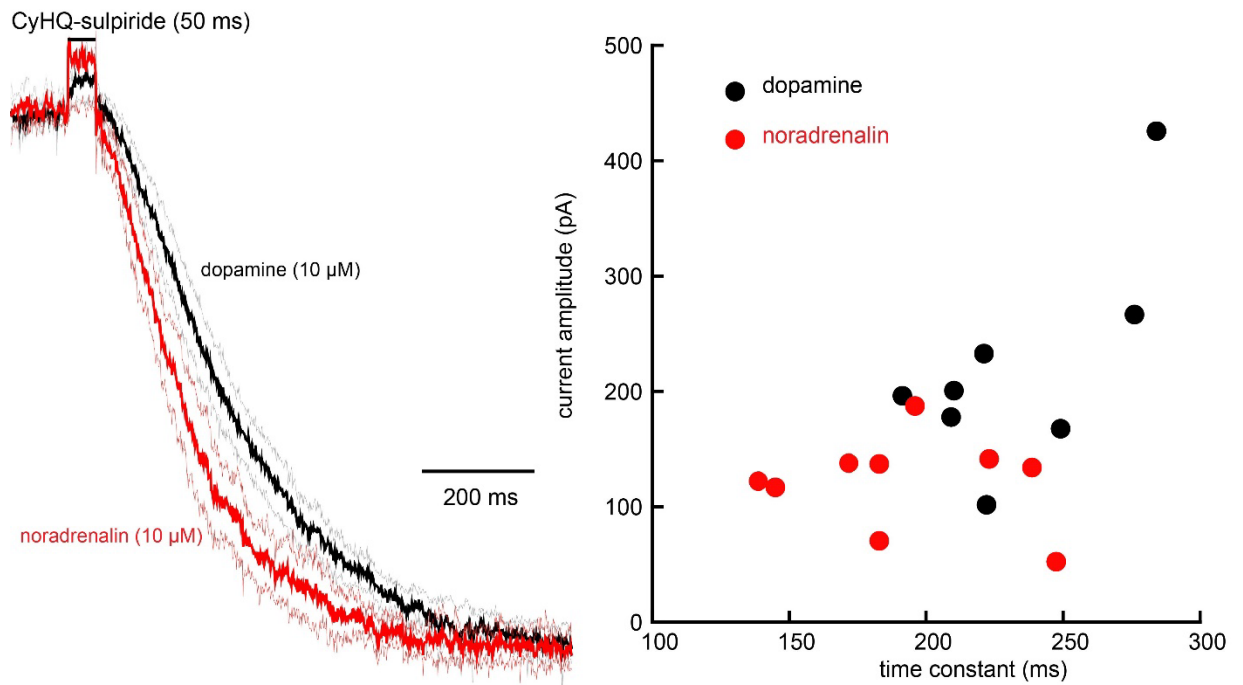 CyHQ-sulpiride (50 ms)
dopamine (10 µM)
200 ms
noradrenalin (10 µM)
500
dopamine
noradrenalin
400
current amplitude (pA)
300
200
100
0
100
150
200
250
300
time constant (ms)